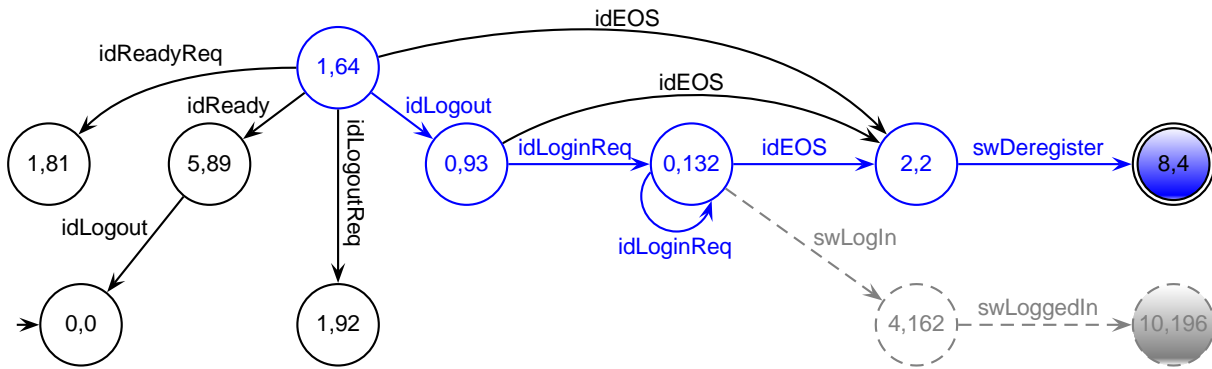 idEOS
idReadyReq
1,64
idReady
idLogout
idEOS
idLogoutReq
1,81
5,89
0,93
idLoginReq
0,132
idEOS
2,2
swDeregister
8,4
idLogout
idLoginReq
swLogIn
0,0
1,92
4,162
swLoggedIn
10,196